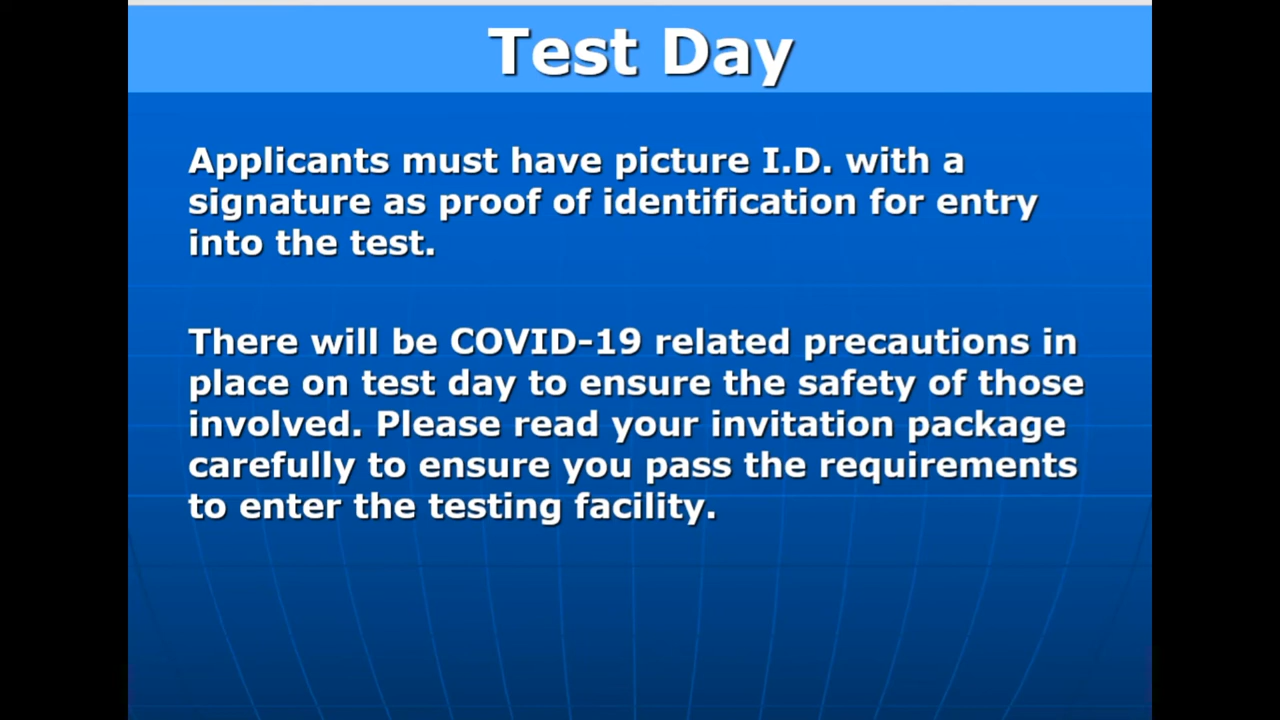 Test Day
Applicants must have picture I.D. with a
signature as proof of identification for entry
into the test.
There will be COVID-19 related precautions in
place on test day to ensure the safety of those
involved. Please read your invitation package
carefully to ensure you pass the requirements
to enter the testing facility.